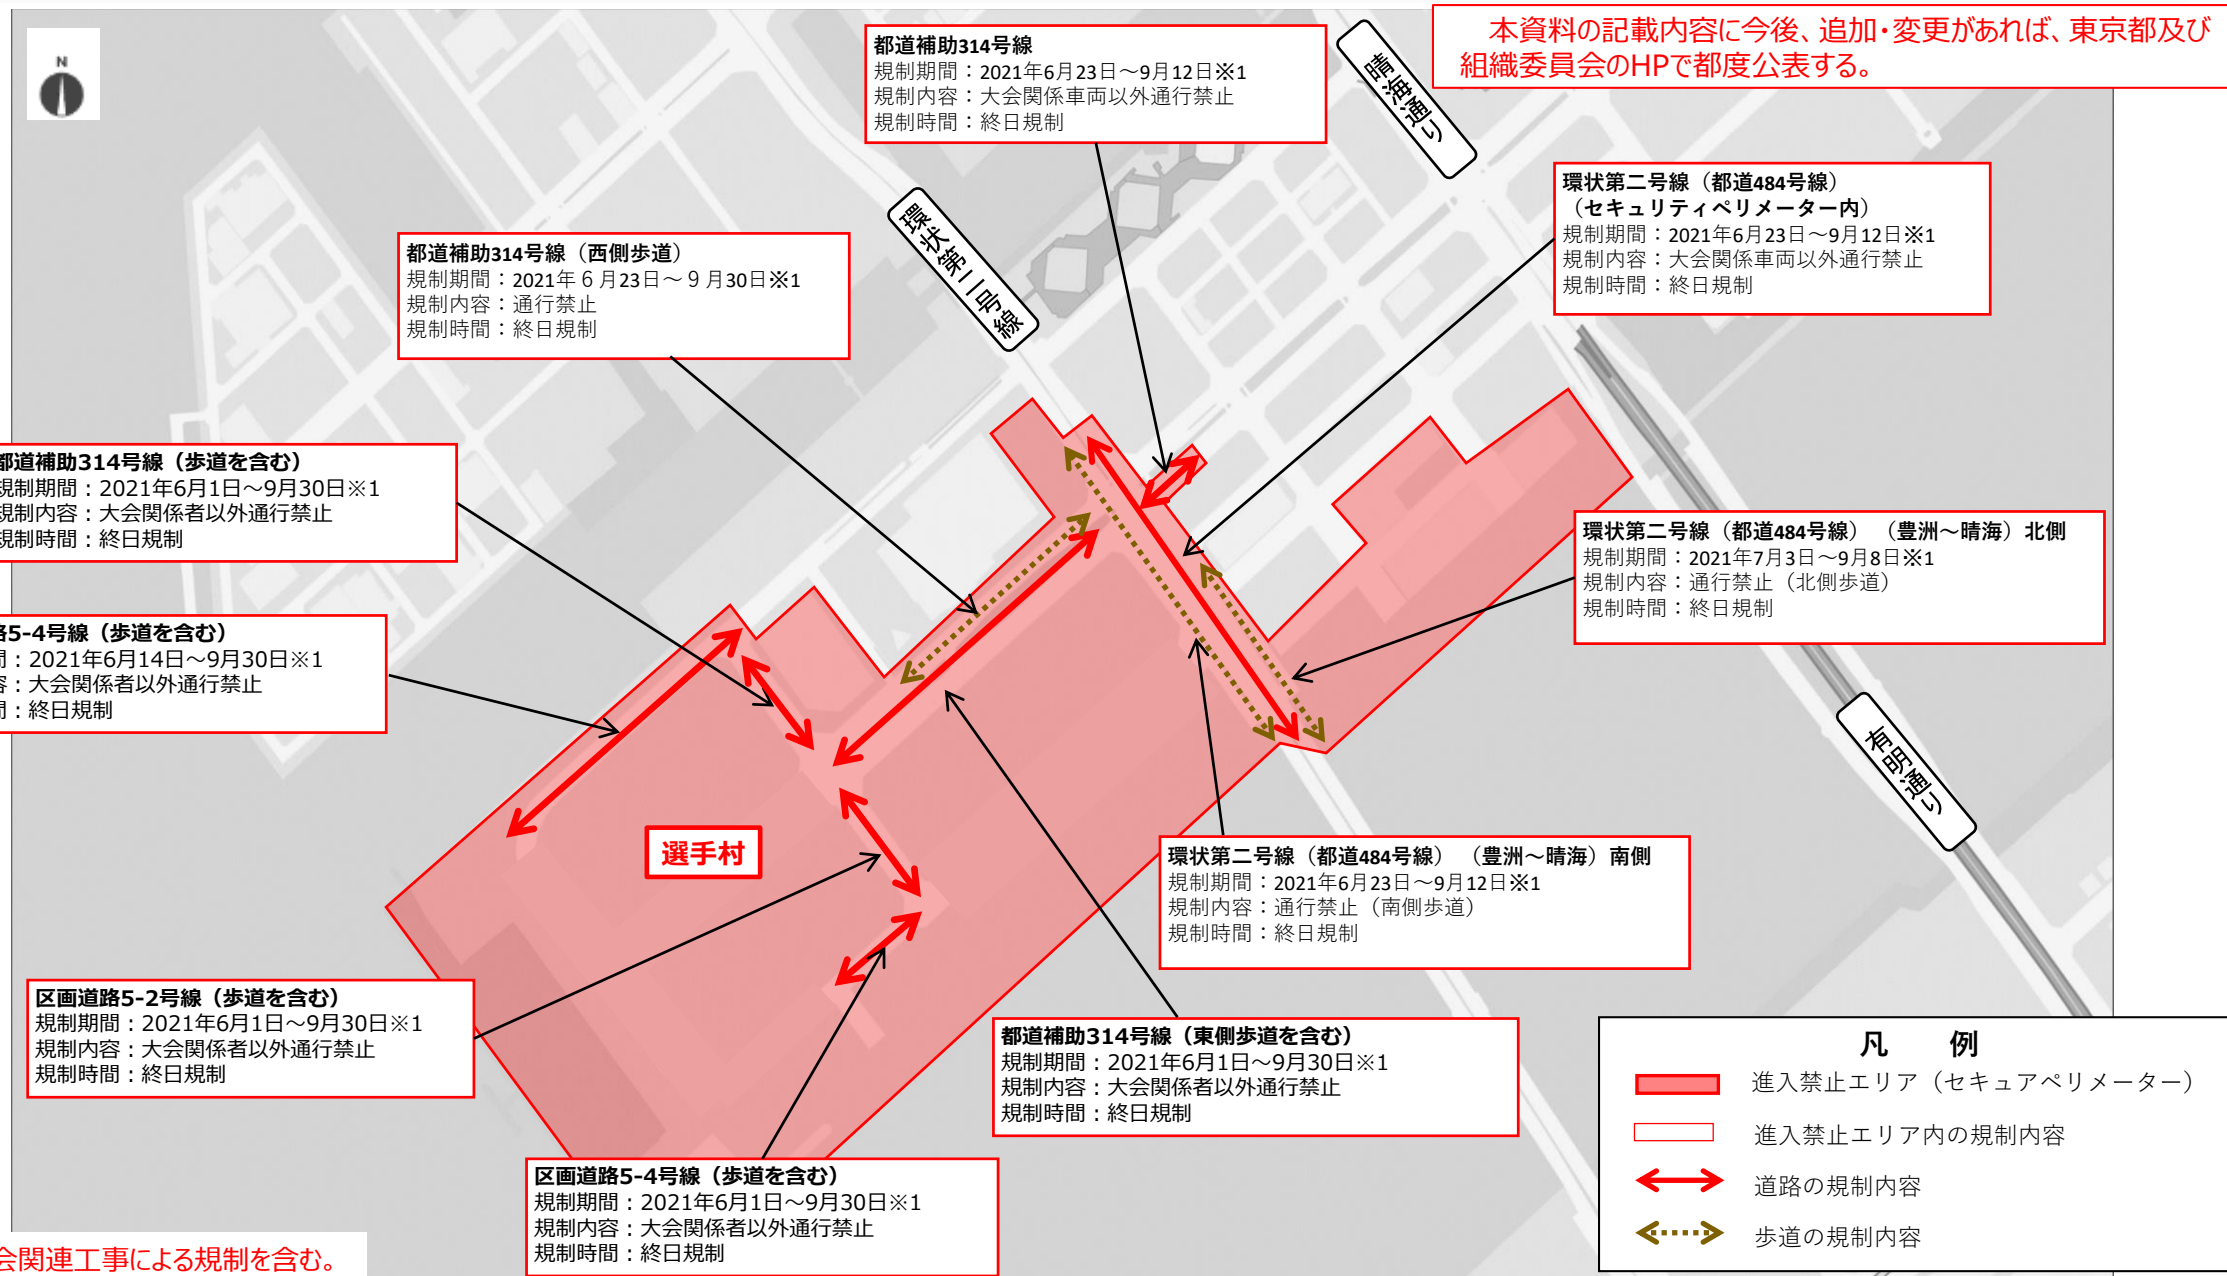 本資料の記載内容に今後、追加・変更があれば、東京都及び
組織委員会のHPで都度公表する。
N
都道補助314号線
規制期間：2021年6月23日～9月12日※1
規制内容：大会関係車両以外通行禁止
規制時間：終日規制
晴海通り
環状第二号線（都道484号線）
（セキュリティペリメーター内）
規制期間：2021年6月23日～9月12日※1
規制内容：大会関係車両以外通行禁止
規制時間：終日規制
環状第二号線
都道補助314号線（西側歩道）
規制期間：2021年６月23日～９月30日※1
規制内容：通行禁止
規制時間：終日規制
都道補助314号線（歩道を含む）
規制期間：2021年6月1日～9月30日※1
規制内容：大会関係者以外通行禁止
規制時間：終日規制
環状第二号線（都道484号線）（豊洲～晴海）北側
規制期間：2021年7月3日～9月8日※1
規制内容：通行禁止（北側歩道）
規制時間：終日規制
路5-4号線（歩道を含む）
間：2021年6月14日～9月30日※1
容：大会関係者以外通行禁止
間：終日規制
有明通り
選手村
環状第二号線（都道484号線）（豊洲～晴海）南側
規制期間：2021年6月23日～9月12日※1
規制内容：通行禁止（南側歩道）
規制時間：終日規制
区画道路5-2号線（歩道を含む）
規制期間：2021年6月1日～9月30日※1
規制内容：大会関係者以外通行禁止
規制時間：終日規制
都道補助314号線（東側歩道を含む）
規制期間：2021年6月1日～9月30日※1
規制内容：大会関係者以外通行禁止
規制時間：終日規制
区画道路5-4号線（歩道を含む）
規制期間：2021年6月1日～9月30日※1
規制内容：大会関係者以外通行禁止
規制時間：終日規制
凡　例
進入禁止エリア（セキュアペリメーター）
進入禁止エリア内の規制内容
道路の規制内容
歩道の規制内容
会関連工事による規制を含む。